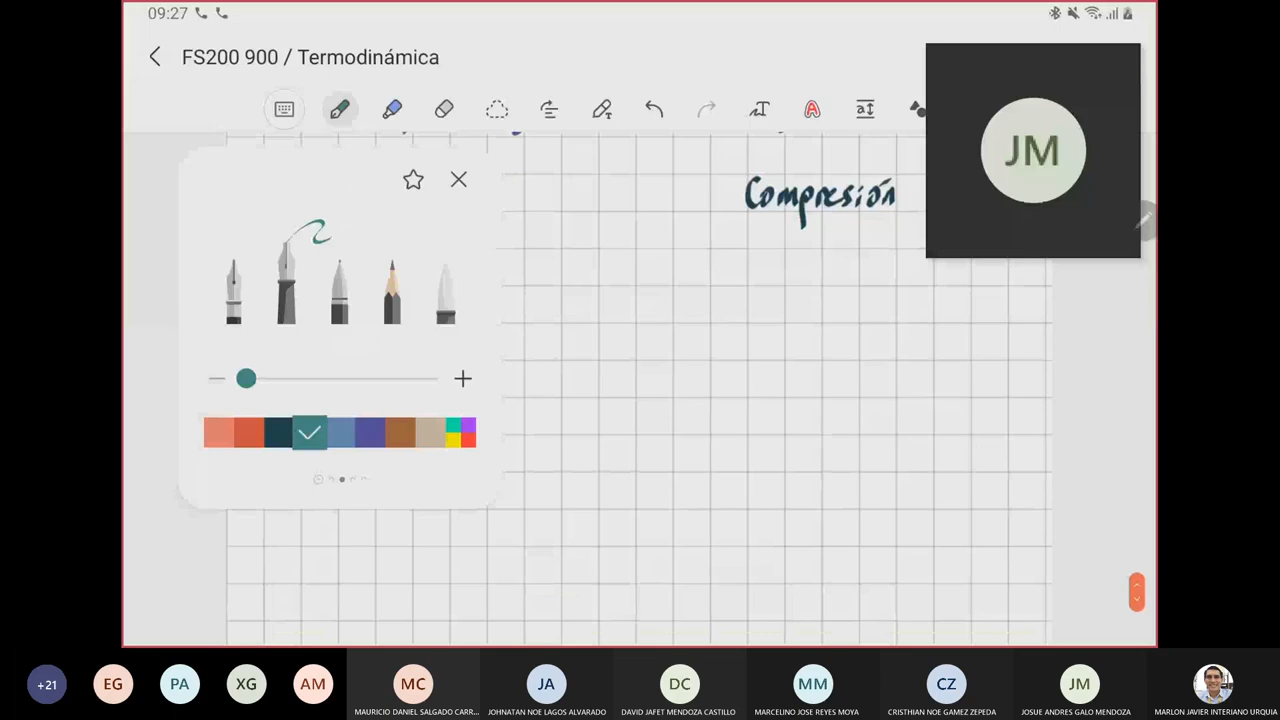 09:27
FS200 900 / Termodinámica
JM
Compresión
+21
EG
PA
XG
AM
MC
JA
DC
MM
CZ
JM
MAURICIO DANIEL SALGADO CARR...
JOHNATAN NOE LAGOS ALVARADO
DAVID JAFET MENDOZA CASTILLO
MARCELINO JOSE REYES MOYA
CRISTHIAN NOE GAMEZ ZEPEDA
JOSUE ANDRES GALO MENDOZA
MARLON JAVIER INTERIANO URQUIA